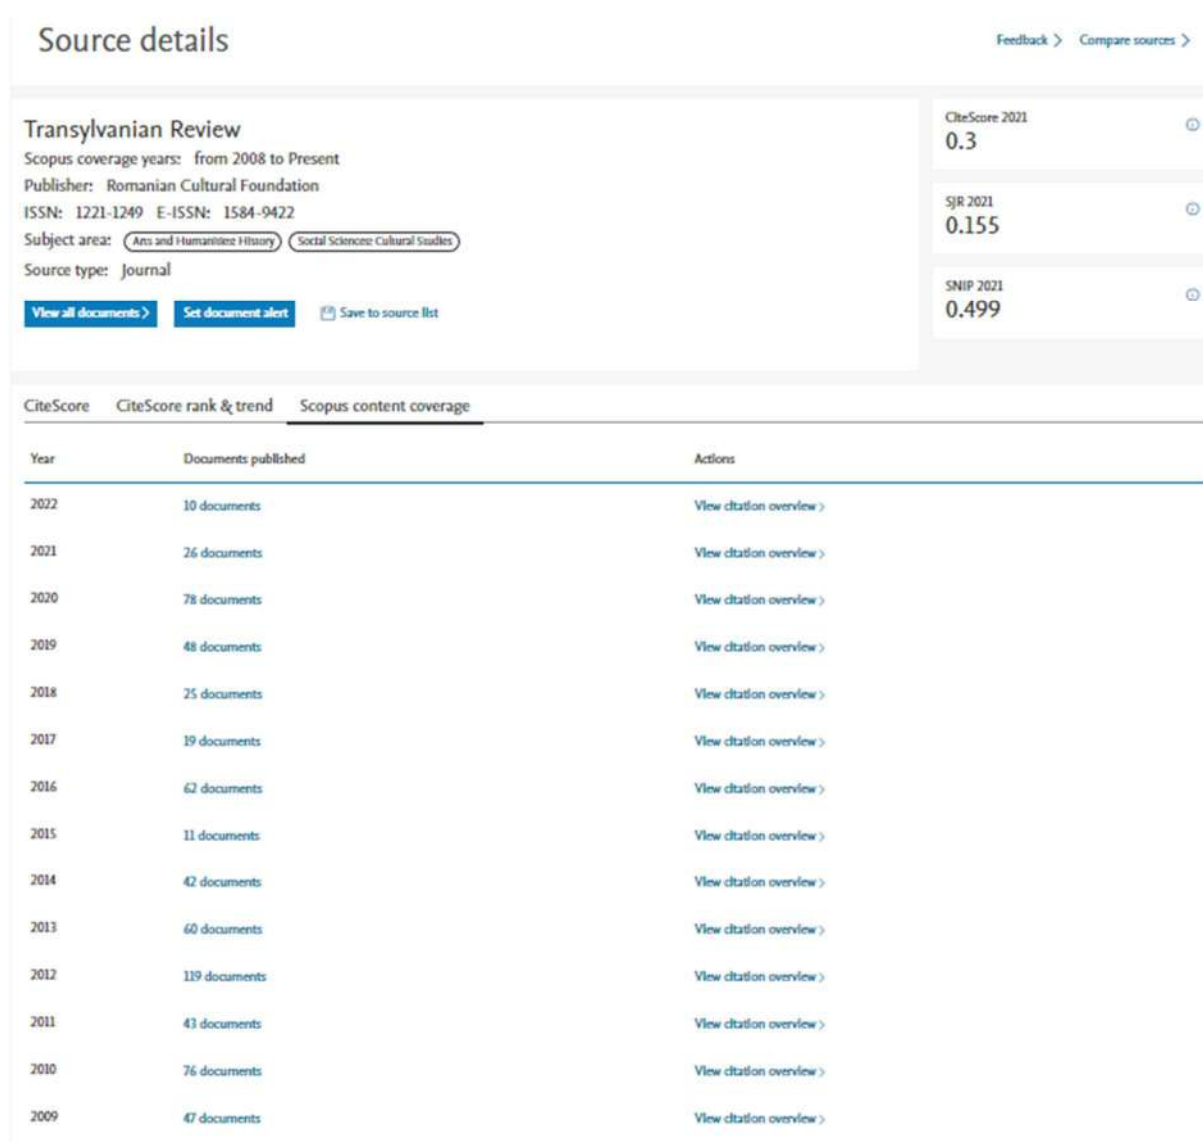 Source details
Feedback > Compare sources >
Transylvanian Review
Scopus coverage years: from 2008 to Present
Publisher: Romanian Cultural Foundation
ISSN: 1221-1249 E-ISSN: 1584-9422
Subject area: Arts and Humanities: History Social Sciences: Cultural Studies
Source type: Journal
View all documents > Set document alert Save to source list
CiteScore 2021
0.3
SJR 2021
0.155
SNIP 2021
0.499
CiteScore CiteScore rank & trend Scopus content coverage
Year Documents published Actions
2022 10 documents View citation overview >
2021 26 documents View citation overview >
2020 78 documents View citation overview >
2019 48 documents View citation overview >
2018 25 documents View citation overview >
2017 19 documents View citation overview >
2016 62 documents View citation overview >
2015 11 documents View citation overview >
2014 42 documents View citation overview >
2013 60 documents View citation overview >
2012 119 documents View citation overview >
2011 43 documents View citation overview >
2010 76 documents View citation overview >
2009 47 documents View citation overview >